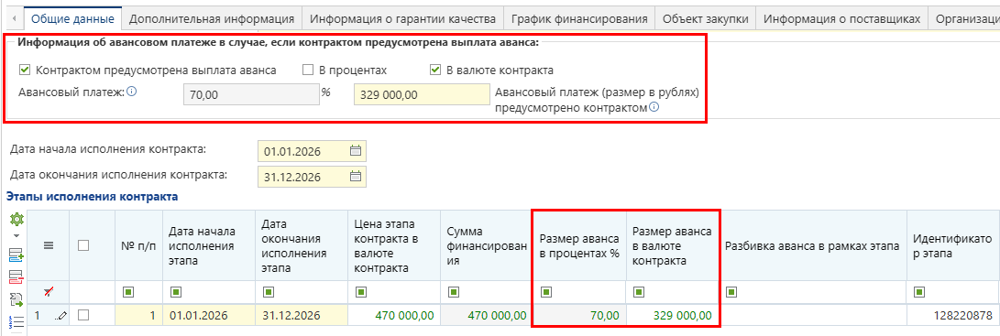 Общие данные Дополнительная информация Информация о гарантии качества График финансирования Объект закупки Информация о поставщиках Организаци
Информация об авансовом платеже в случае, если контрактом предусмотрена выплата аванса:
Контрактом предусмотрена выплата аванса В процентах В валюте контракта
Авансовый платеж: 70,00 % 329 000,00 Авансовый платеж (размер в рублях)
предусмотрено контрактом
Дата начала исполнения контракта: 01.01.2026
Дата окончания исполнения контракта: 31.12.2026
Этапы исполнения контракта
№ п/п
Дата начала
исполнения
этапа
Дата
окончания
исполнения
этапа
Цена этапа
контракта в
валюте
контракта
Сумма
финансирован
ия
Размер аванса
в процентах %
Размер аванса
в валюте
контракта
Разбивка аванса в рамках этапа
Идентификато
р этапа
1 .. 1 01.01.2026 31.12.2026 470 000,00 470 000,00 70,00 329 000,00 128220878